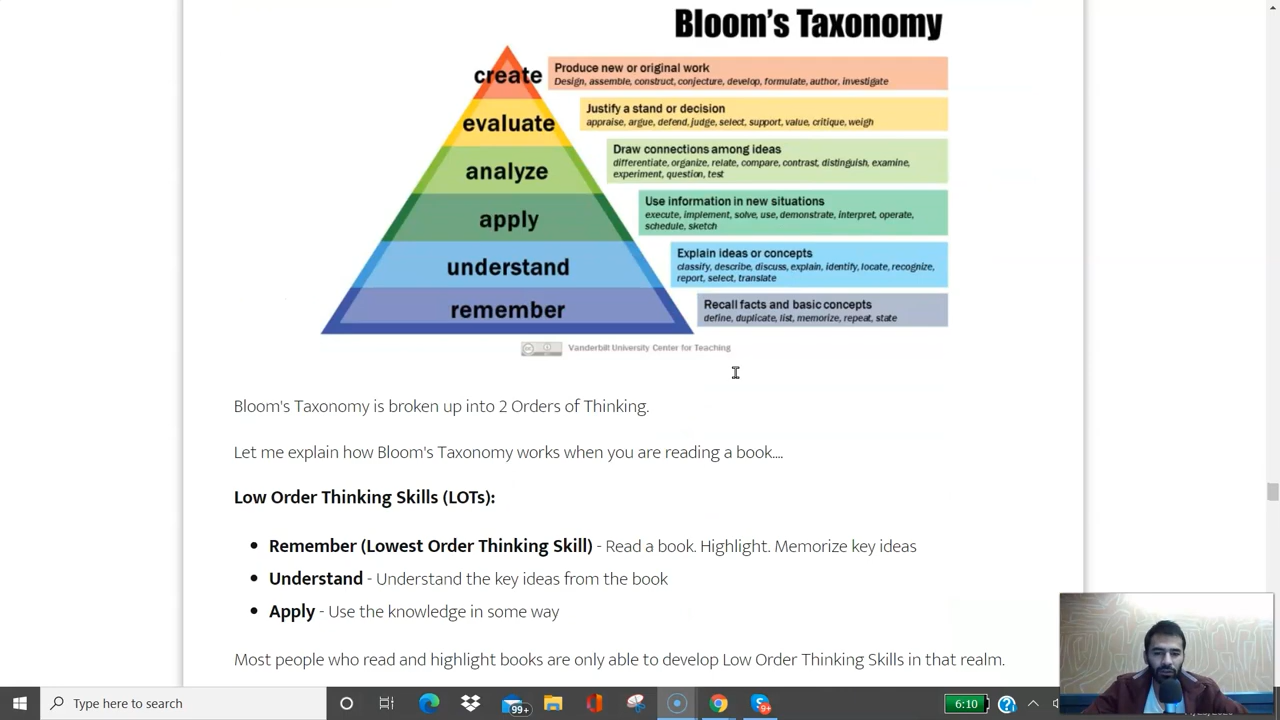 Bloom's Taxonomy
create
Produce new or original work
Design, assemble, construct, conjecture, develop, formulate, author, investigate
evaluate
Justify a stand or decision
appraise, argue, defend, judge, select, support, value, critique, weigh
analyze
Draw connections among ideas
differentiate, organize, relate, compare, contrast, distinguish, examine,
experiment, question, test
apply
Use information in new situations
execute, implement, solve, use, demonstrate, interpret, operate,
schedule, sketch
understand
Explain ideas or concepts
classify, describe, discuss, explain, identify, locate, recognize,
report, select, translate
remember
Recall facts and basic concepts
define, duplicate, list, memorize, repeat, state
Vanderbilt University Center for Teaching
Bloom's Taxonomy is broken up into 2 Orders of Thinking.
Let me explain how Bloom's Taxonomy works when you are reading a book....
Low Order Thinking Skills (LOTs):
• Remember (Lowest Order Thinking Skill) - Read a book. Highlight. Memorize key ideas
• Understand - Understand the key ideas from the book
• Apply - Use the knowledge in some way
Most people who read and highlight books are only able to develop Low Order Thinking Skills in that realm.
Type here to search
99+
9+
6:10